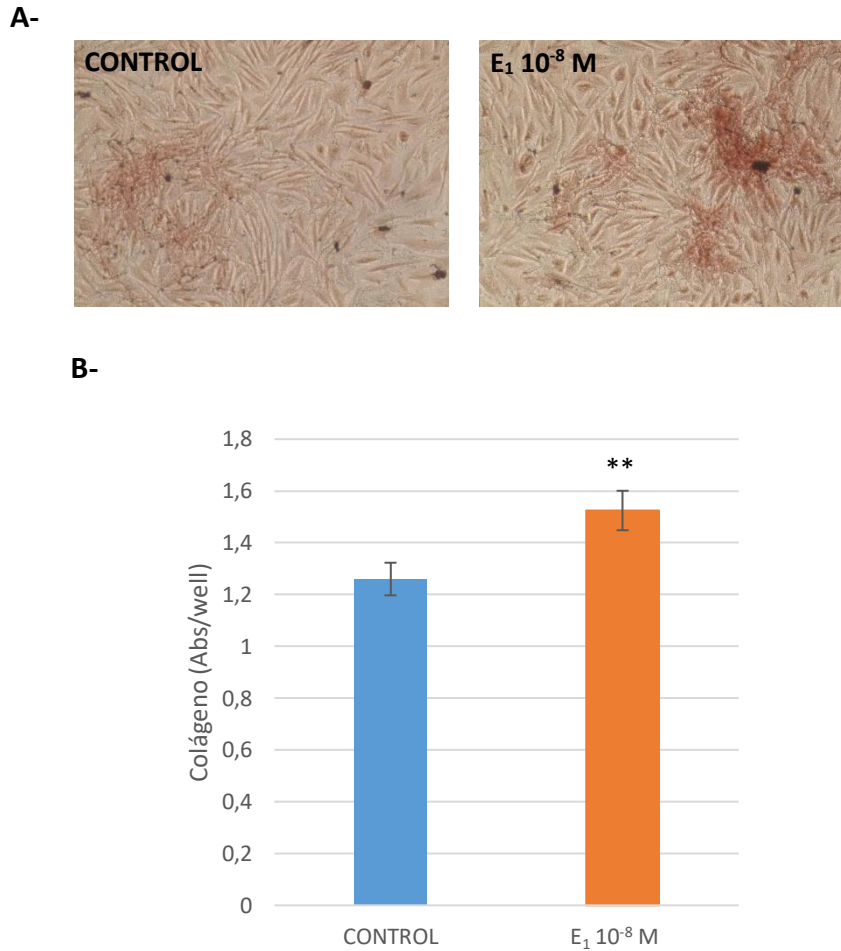 A-
CONTROL
E₁ 10⁻⁸ M
B-
Colágeno (Abs/well)
1,8
1,6
1,4
1,2
1
0,8
0,6
0,4
0,2
0
**
CONTROL
E₁ 10⁻⁸ M